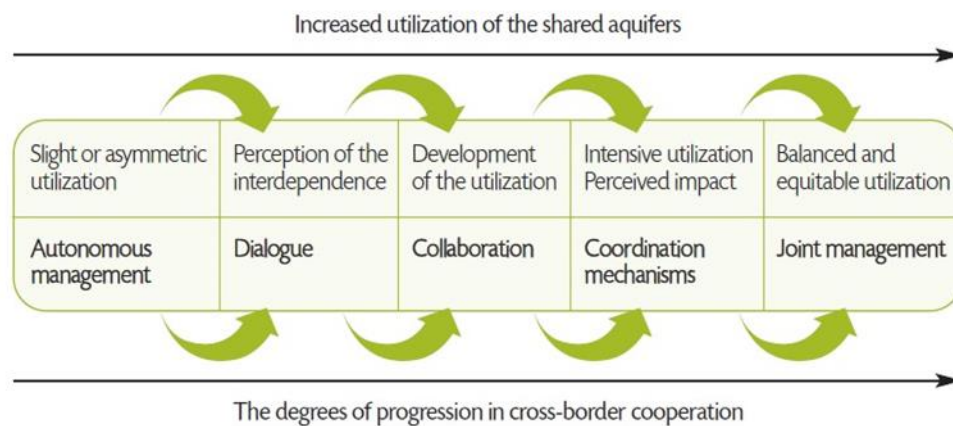 Increased utilization of the shared aquifers
Slight or asymmetric
utilization
Perception of the
interdependence
Development
of the utilization
Intensive utilization
Perceived impact
Balanced and
equitable utilization
Autonomous
management
Dialogue
Collaboration
Coordination
mechanisms
Joint management
The degrees of progression in cross-border cooperation